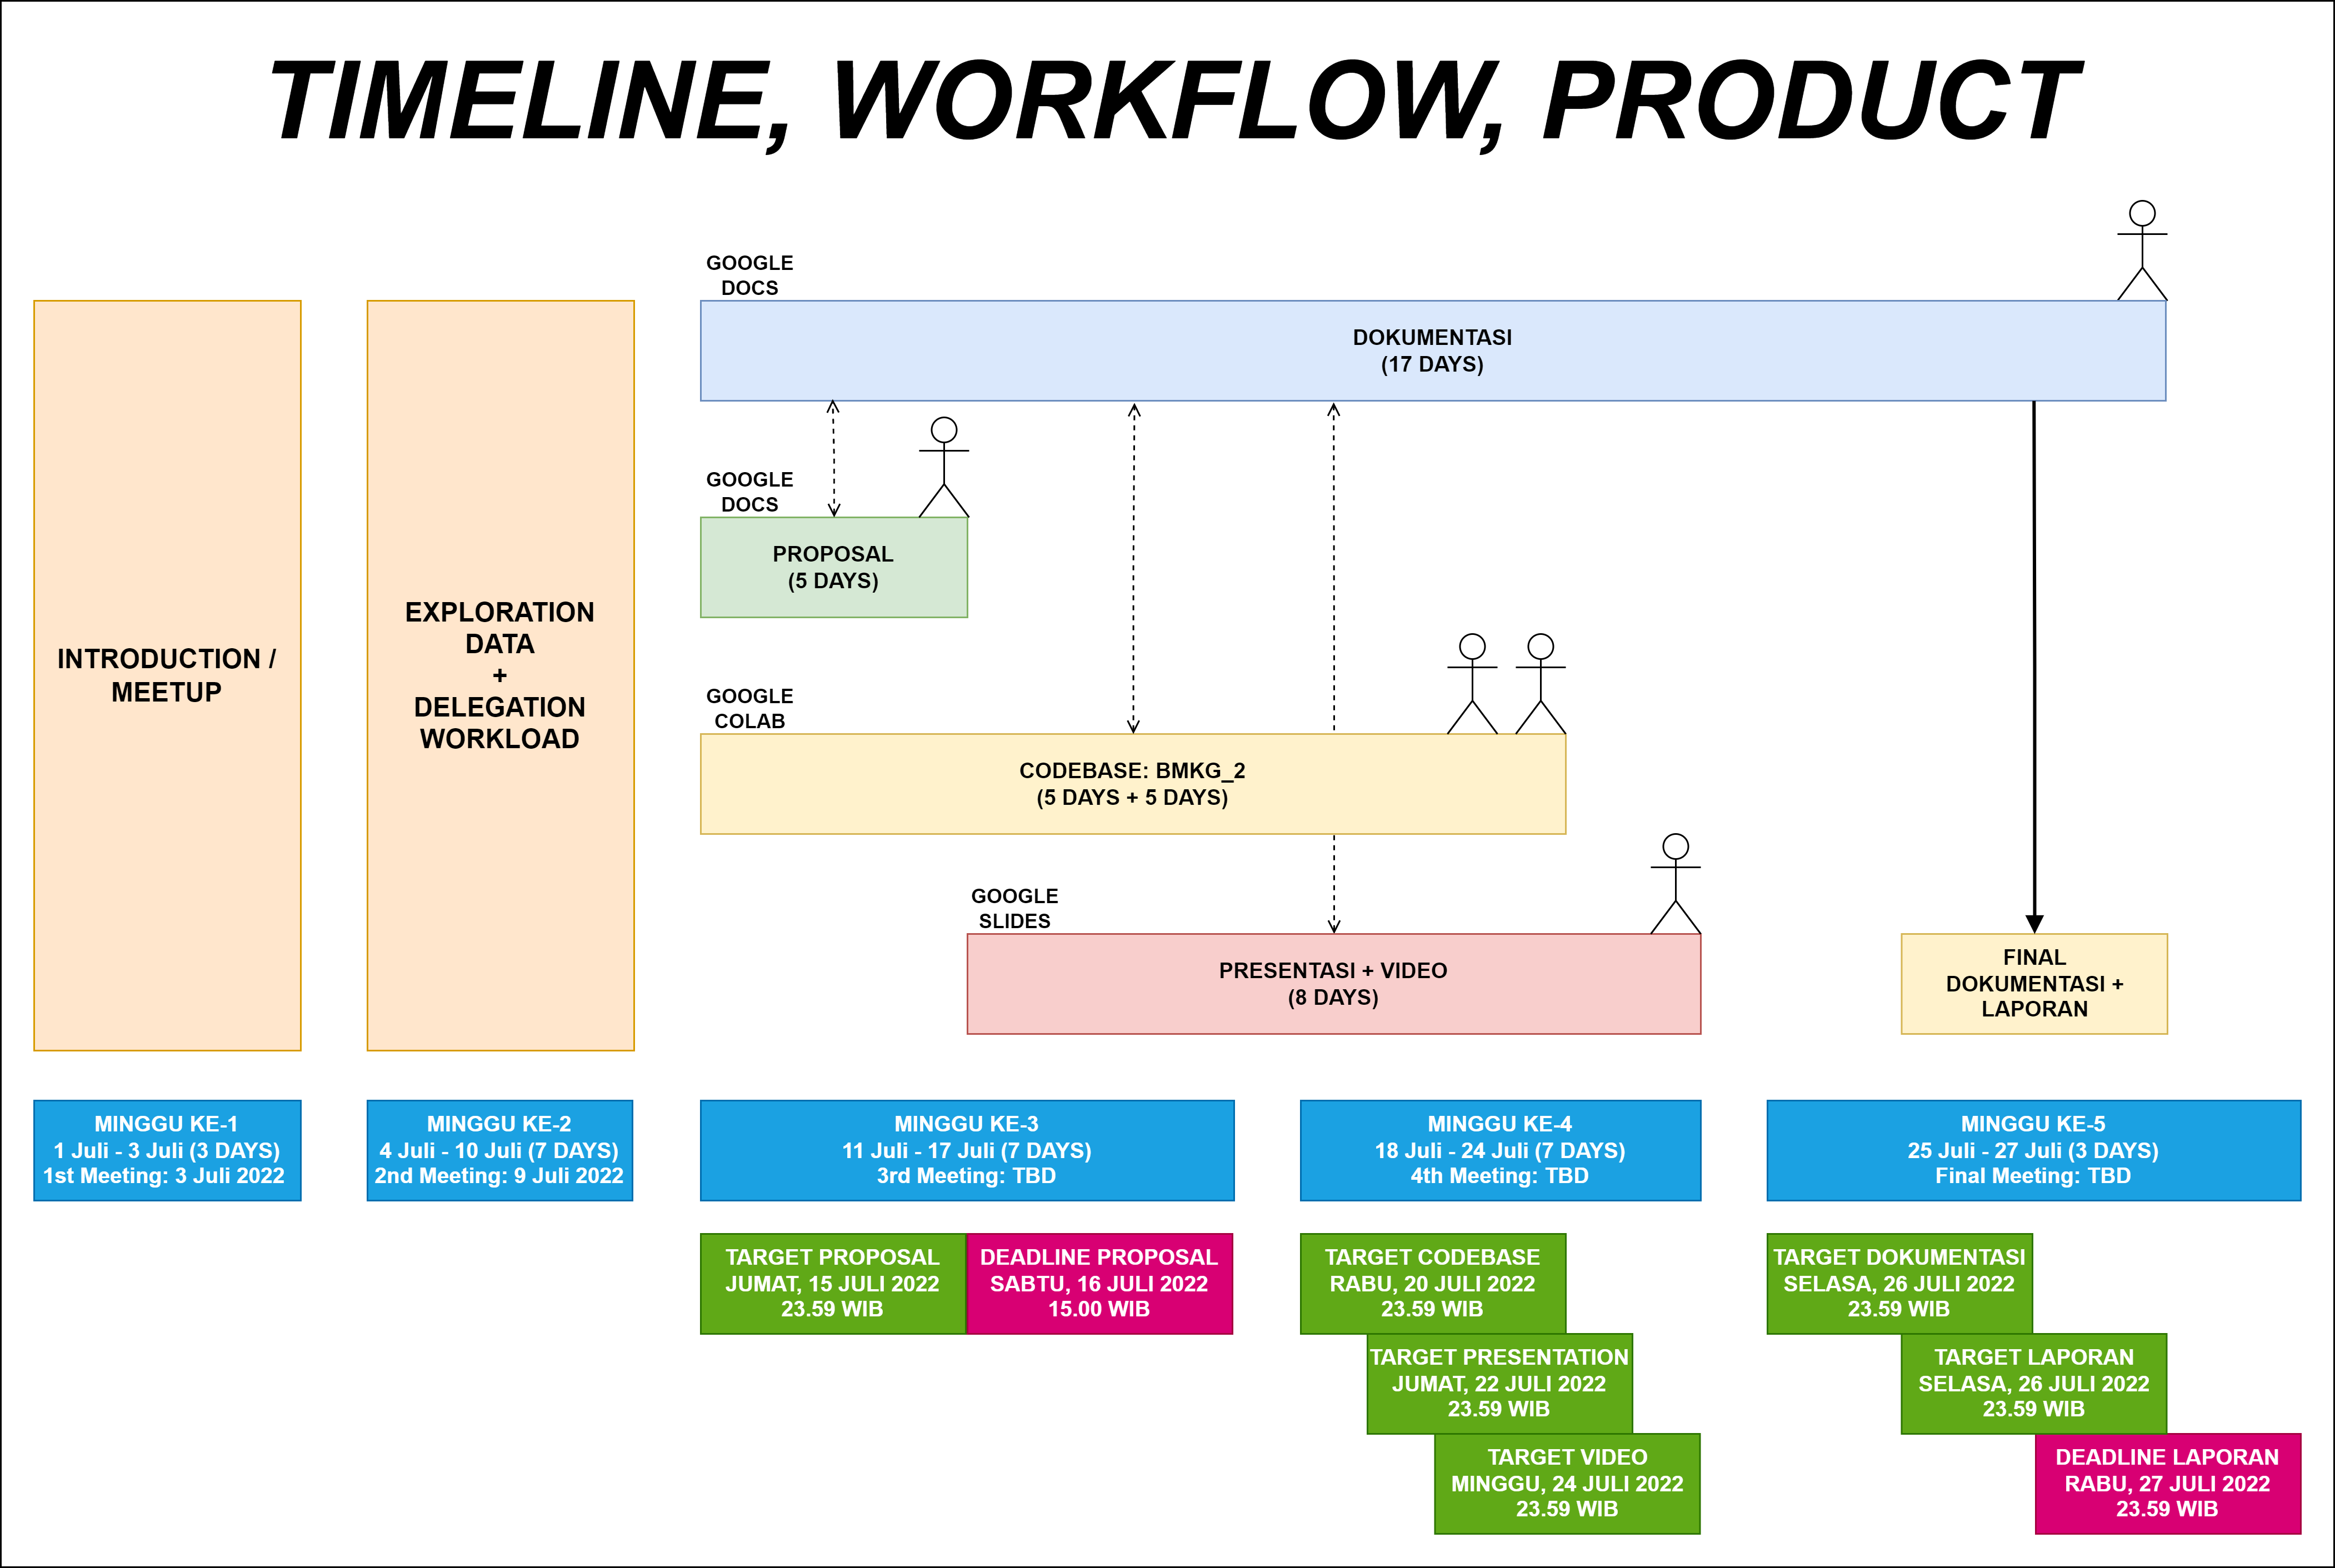 TIMELINE, WORKFLOW, PRODUCT
GOOGLE
DOCS
DOKUMENTASI
(17 DAYS)
GOOGLE
DOCS
PROPOSAL
(5 DAYS)
INTRODUCTION /
MEETUP
EXPLORATION
DATA
+
DELEGATION
WORKLOAD
GOOGLE
COLAB
CODEBASE: BMKG_2
(5 DAYS + 5 DAYS)
GOOGLE
SLIDES
PRESENTASI + VIDEO
(8 DAYS)
FINAL
DOKUMENTASI +
LAPORAN
MINGGU KE-1
1 Juli - 3 Juli (3 DAYS)
1st Meeting: 3 Juli 2022
MINGGU KE-2
4 Juli - 10 Juli (7 DAYS)
2nd Meeting: 9 Juli 2022
MINGGU KE-3
11 Juli - 17 Juli (7 DAYS)
3rd Meeting: TBD
MINGGU KE-4
18 Juli - 24 Juli (7 DAYS)
4th Meeting: TBD
MINGGU KE-5
25 Juli - 27 Juli (3 DAYS)
Final Meeting: TBD
TARGET PROPOSAL
JUMAT, 15 JULI 2022
23.59 WIB
DEADLINE PROPOSAL
SABTU, 16 JULI 2022
15.00 WIB
TARGET CODEBASE
RABU, 20 JULI 2022
23.59 WIB
TARGET PRESENTATION
JUMAT, 22 JULI 2022
23.59 WIB
TARGET VIDEO
MINGGU, 24 JULI 2022
23.59 WIB
TARGET DOKUMENTASI
SELASA, 26 JULI 2022
23.59 WIB
TARGET LAPORAN
SELASA, 26 JULI 2022
23.59 WIB
DEADLINE LAPORAN
RABU, 27 JULI 2022
23.59 WIB